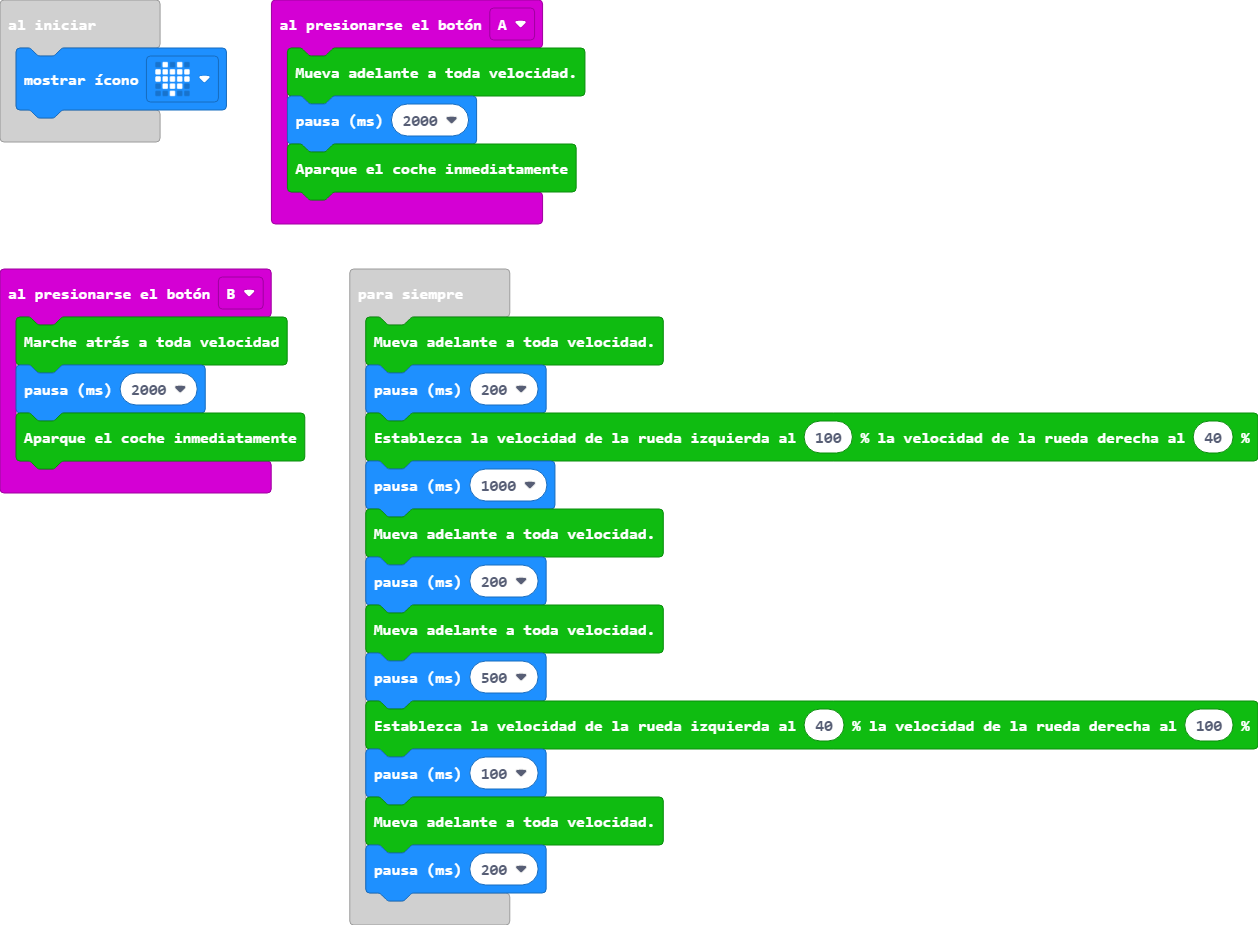 al iniciar
mostrar ícono
al presionarse el botón A
Mueva adelante a toda velocidad.
pausa (ms) 2000
Aparque el coche inmediatamente
al presionarse el botón B
Marche atrás a toda velocidad
pausa (ms) 2000
Aparque el coche inmediatamente
para siempre
Mueva adelante a toda velocidad.
pausa (ms) 200
Establezca la velocidad de la rueda izquierda al 100 % la velocidad de la rueda derecha al 40 %
pausa (ms) 1000
Mueva adelante a toda velocidad.
pausa (ms) 200
Mueva adelante a toda velocidad.
pausa (ms) 500
Establezca la velocidad de la rueda izquierda al 40 % la velocidad de la rueda derecha al 100 %
pausa (ms) 100
Mueva adelante a toda velocidad.
pausa (ms) 200